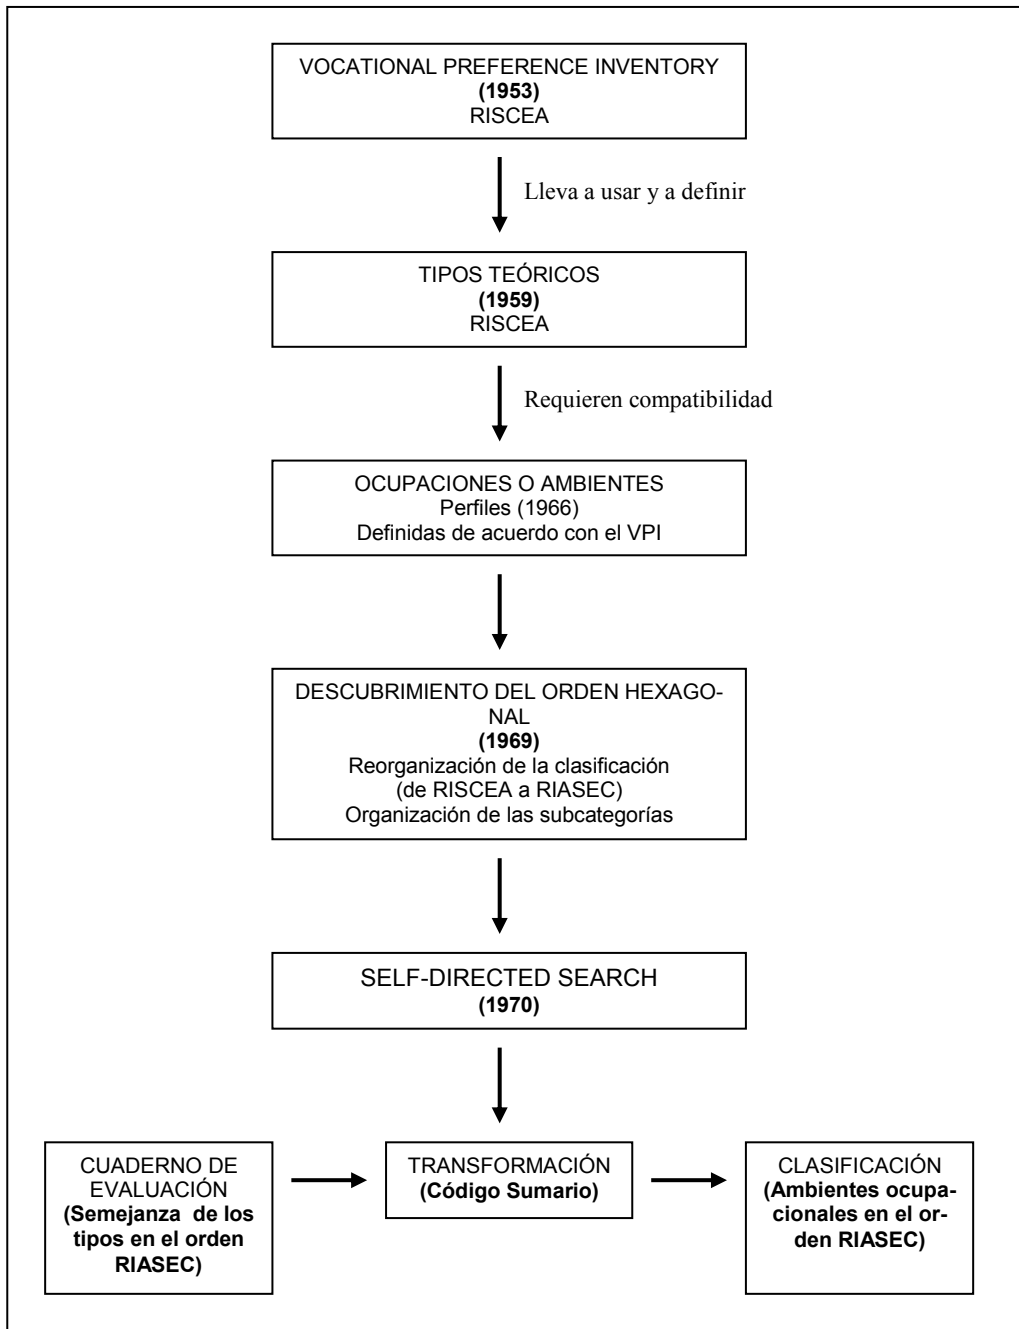 VOCATIONAL PREFERENCE INVENTORY
(1953)
RISCEA
Lleva a usar y a definir
TIPOS TEÓRICOS
(1959)
RISCEA
Requieren compatibilidad
OCUPACIONES O AMBIENTES
Perfiles (1966)
Definidas de acuerdo con el VPI
DESCUBRIMIENTO DEL ORDEN HEXAGO-
NAL
(1969)
Reorganización de la clasificación
(de RISCEA a RIASEC)
Organización de las subcategorías
SELF-DIRECTED SEARCH
(1970)
CUADERNO DE
EVALUACIÓN
(Semejanza de los
tipos en el orden
RIASEC)
TRANSFORMACIÓN
(Código Sumario)
CLASIFICACIÓN
(Ambientes ocupa-
cionales en el or-
den RIASEC)